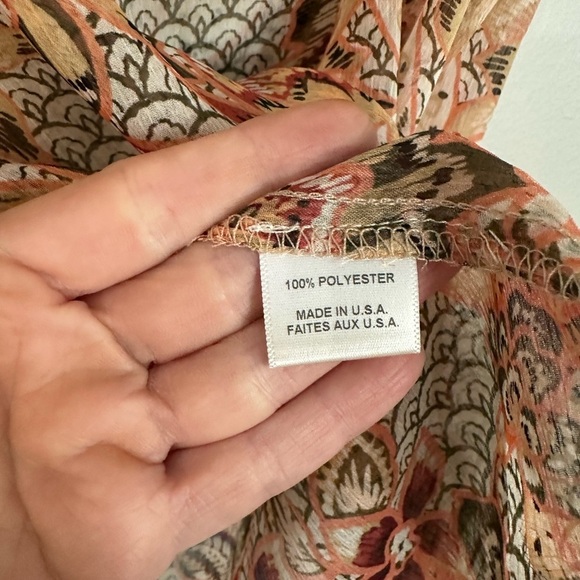 100% POLYESTER
MADE IN U.S.A.
FAITES AUX U.S.A.